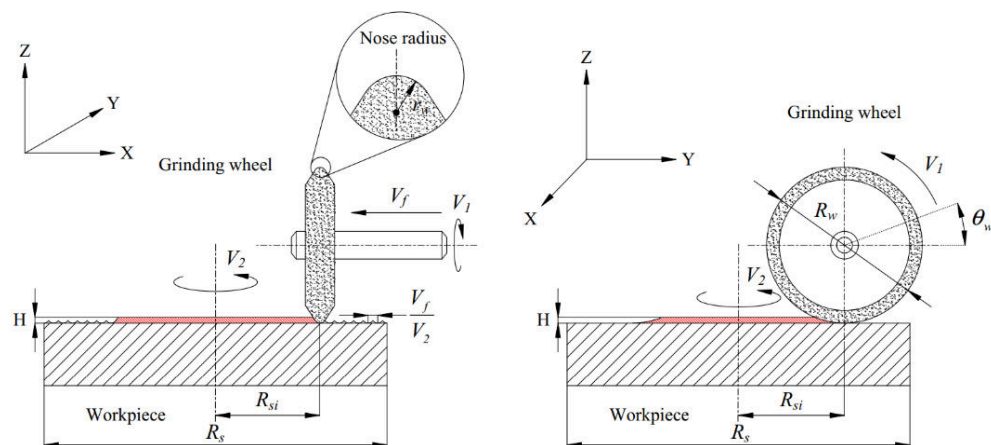 Nose radius
r_w
Z
Y
X
Grinding wheel
V_f
V_1
V_2
H
V_f
V_2
R_si
Workpiece
R_s
Z
Y
X
Grinding wheel
V_1
R_w
θ_w
V_2
H
R_si
Workpiece
R_s